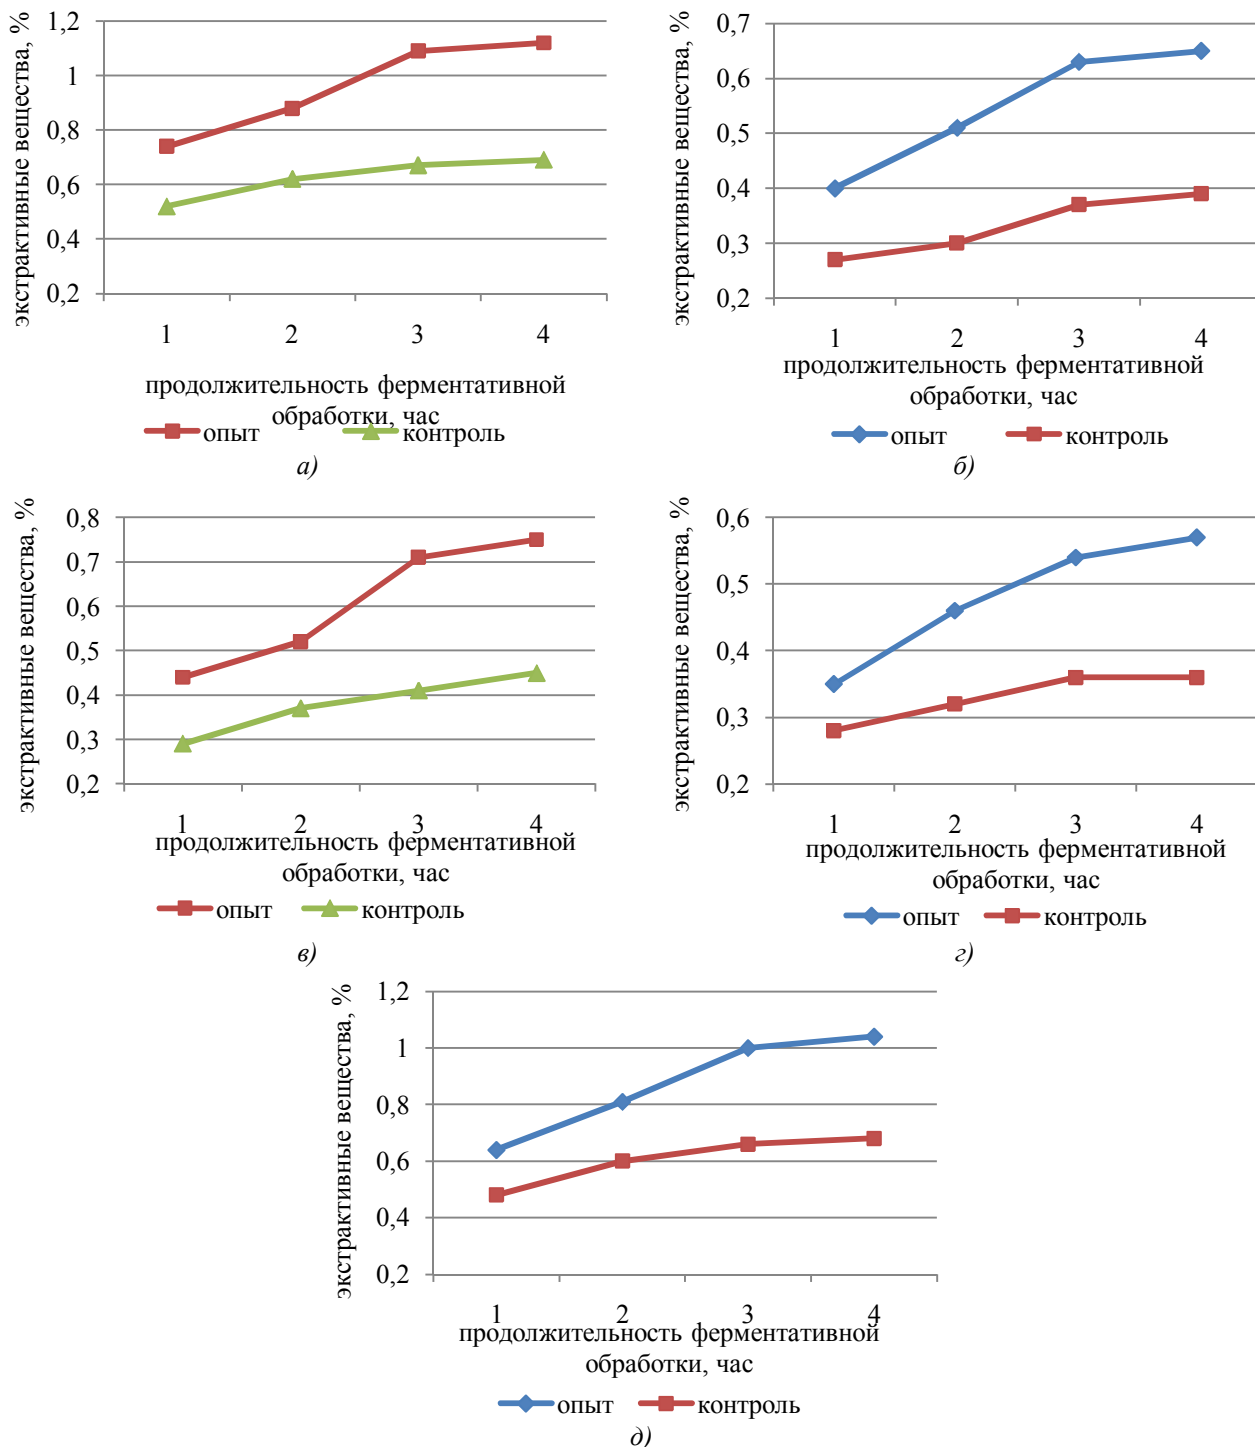 экстрактивные вещества, %
1,2
1
0,8
0,6
0,4
0,2
1 2 3 4
продолжительность ферментативной
обработки, час
опыт контроль
а)
экстрактивные вещества, %
0,7
0,6
0,5
0,4
0,3
0,2
1 2 3 4
продолжительность ферментативной
обработки, час
опыт контроль
б)
экстрактивные вещества, %
0,8
0,7
0,6
0,5
0,4
0,3
0,2
1 2 3 4
продолжительность ферментативной
обработки, час
опыт контроль
в)
экстрактивные вещества, %
0,6
0,5
0,4
0,3
0,2
1 2 3 4
продолжительность ферментативной
обработки, час
опыт контроль
г)
экстрактивные вещества, %
1,2
1
0,8
0,6
0,4
0,2
1 2 3 4
продолжительность ферментативной
обработки, час
опыт контроль
д)